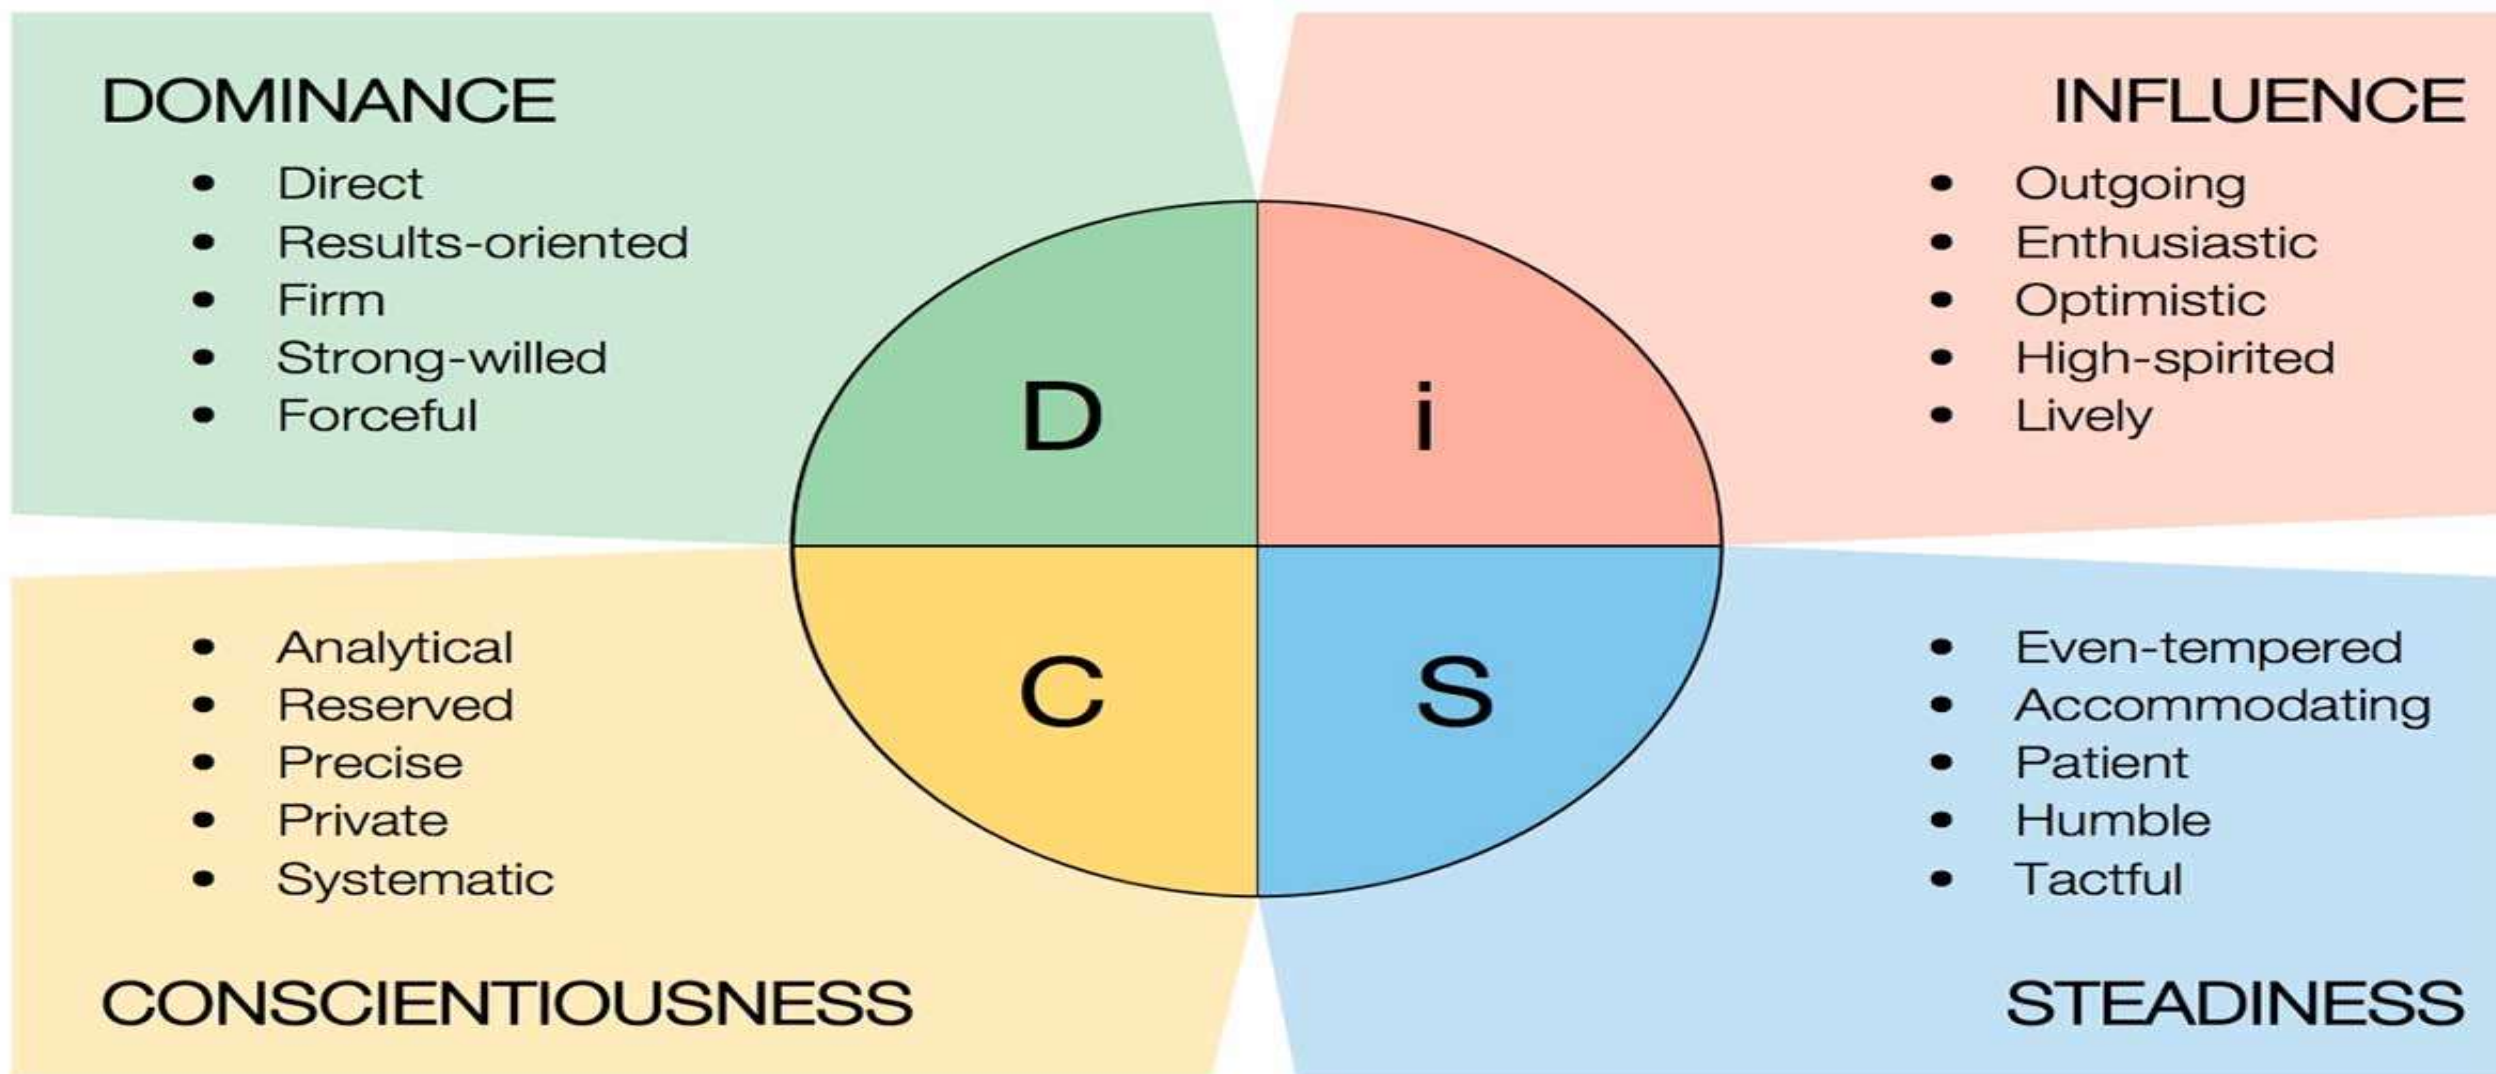 DOMINANCE
• Direct
• Results-oriented
• Firm
• Strong-willed
• Forceful
INFLUENCE
• Outgoing
• Enthusiastic
• Optimistic
• High-spirited
• Lively
D
i
C
S
• Analytical
• Reserved
• Precise
• Private
• Systematic
CONSCIENTIOUSNESS
• Even-tempered
• Accommodating
• Patient
• Humble
• Tactful
STEADINESS